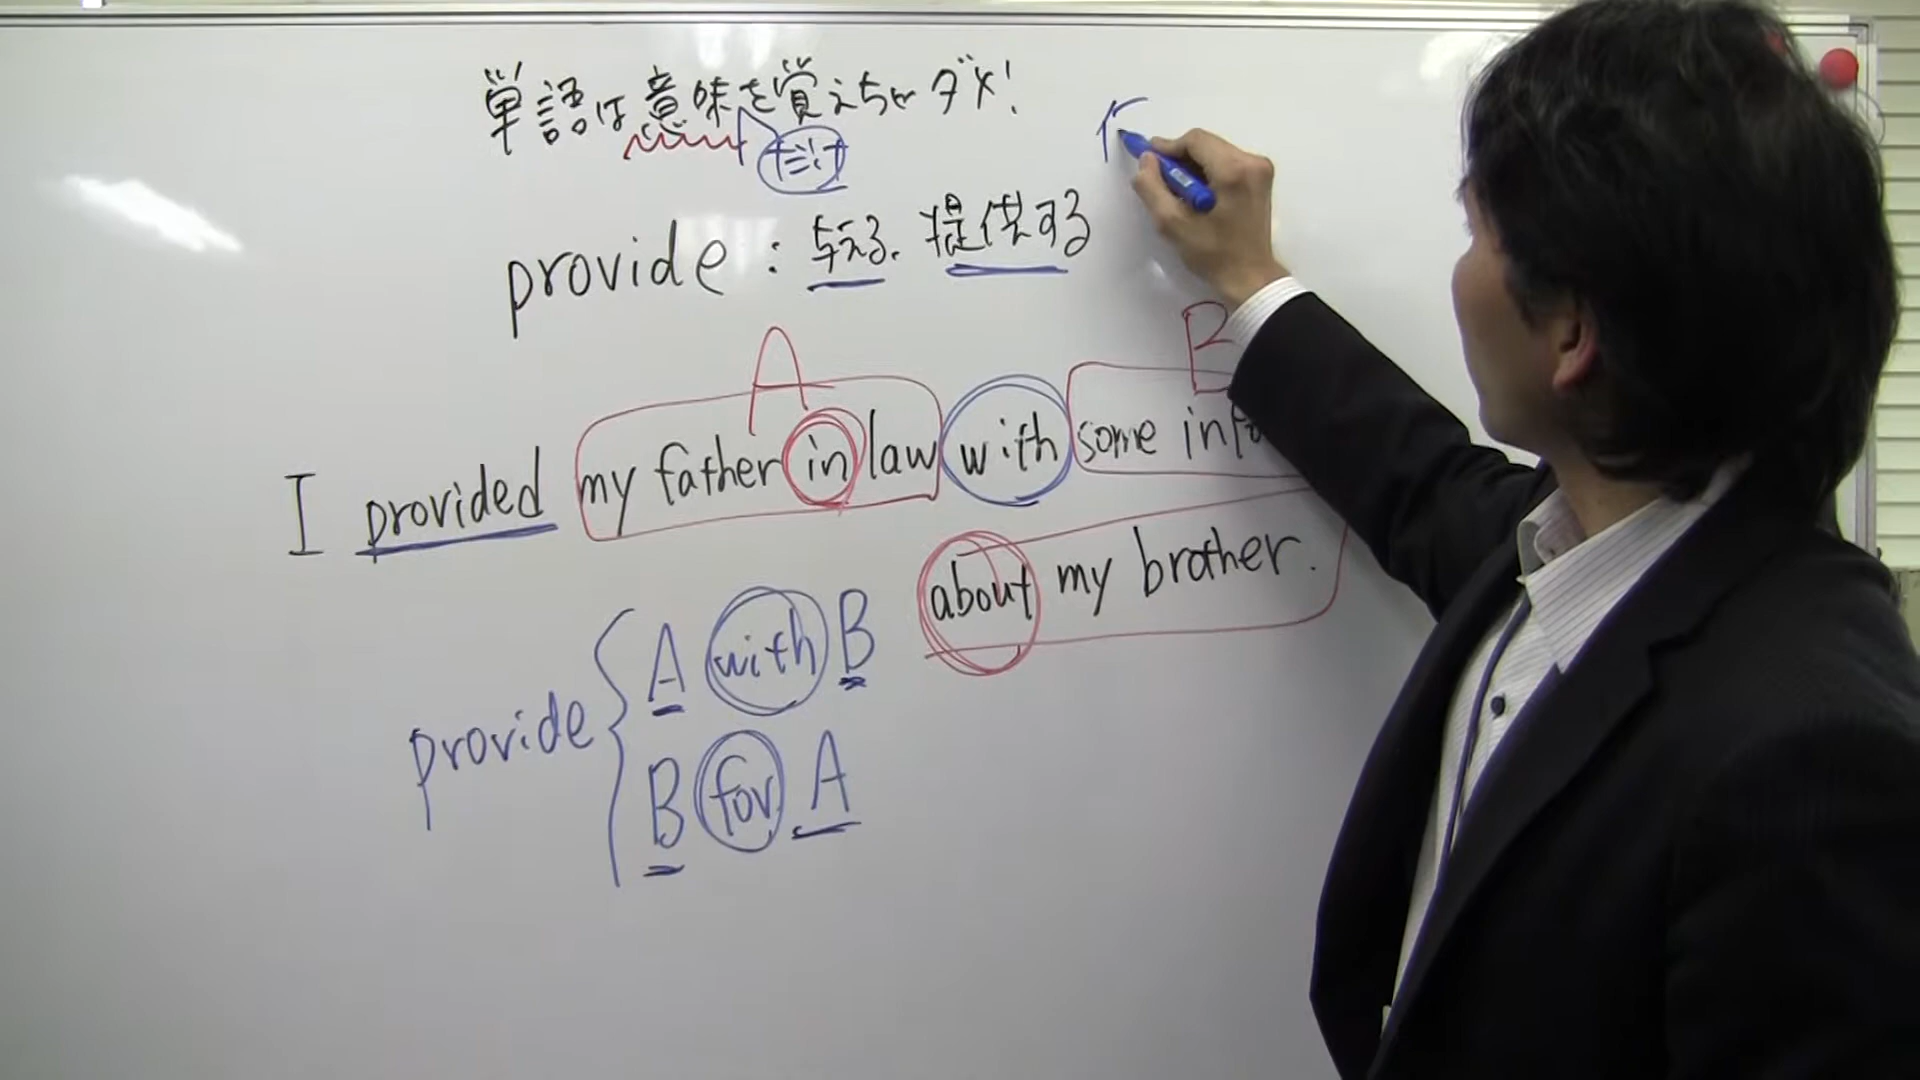 単語は意味を覚えちゃダメ!
だけ
provide : 与える、提供する
A
B
I provided my father in law with some info
about my brother.
provide
A with B
B for A